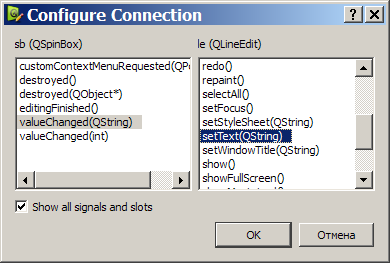 Configure Connection
sb (QSpinBox)
le (QLineEdit)
customContextMenuRequested(QPo
destroyed()
destroyed(QObject*)
editingFinished()
valueChanged(QString)
valueChanged(int)
redo()
repaint()
selectAll()
setFocus()
setStyleSheet(QString)
setText(QString)
setWindowTitle(QString)
show()
showFullScreen()
Show all signals and slots
OK
Отмена